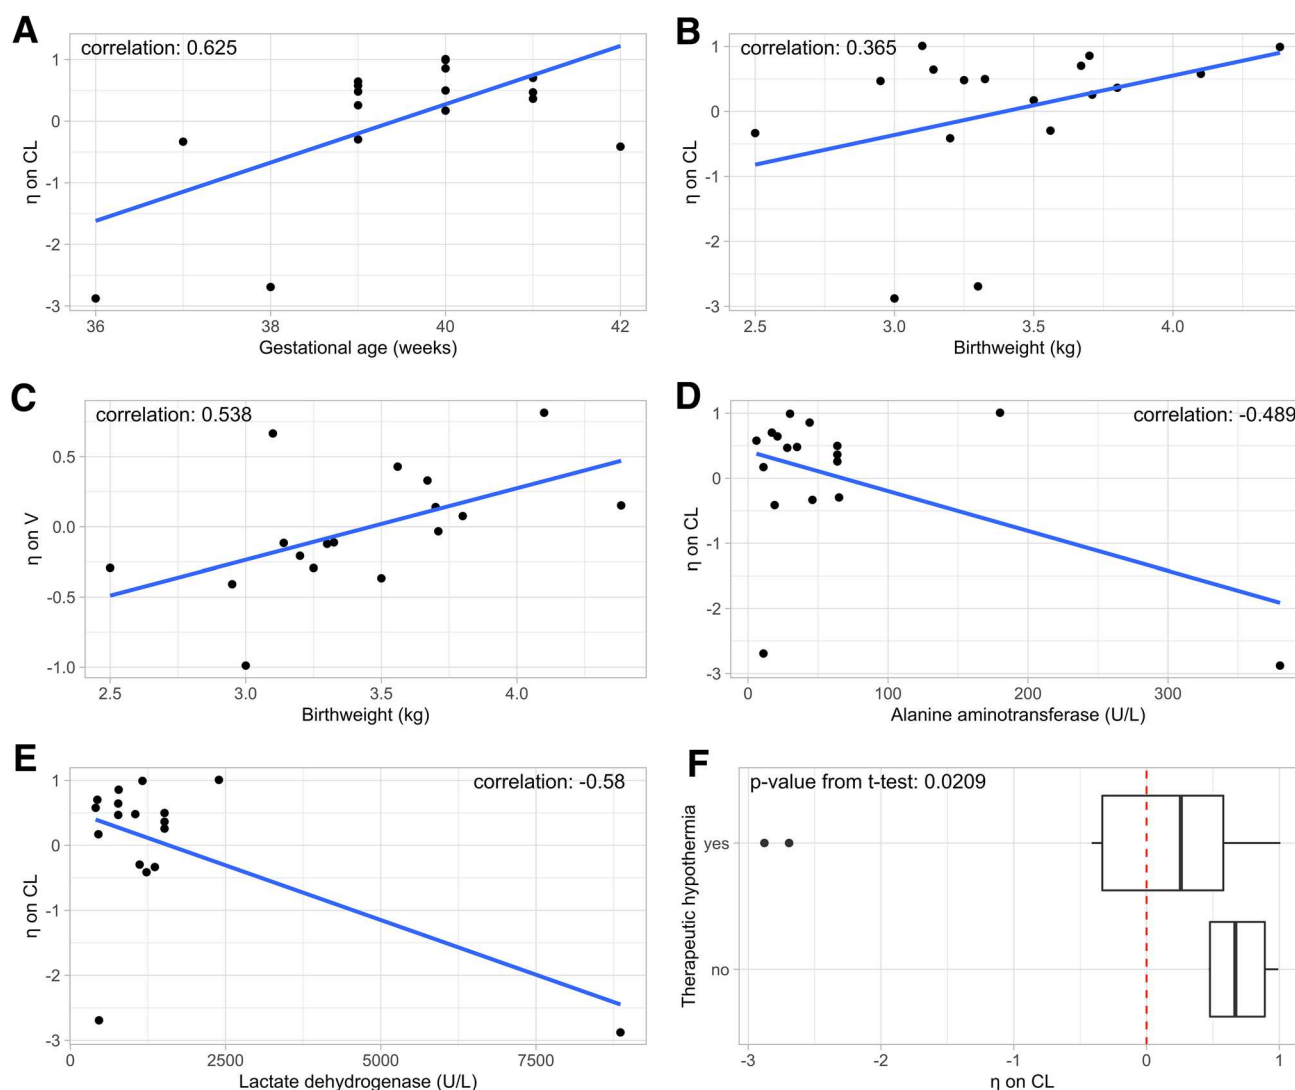 A
correlation: 0.625
1
0
-1
-2
-3
η on CL
36
38
40
42
Gestational age (weeks)
B
correlation: 0.365
1
0
-1
-2
-3
η on CL
2.5
3.0
3.5
4.0
Birthweight (kg)
C
correlation: 0.538
0.5
0.0
-0.5
-1.0
η on V
2.5
3.0
3.5
4.0
Birthweight (kg)
D
correlation: -0.489
1
0
-1
-2
-3
η on CL
0
100
200
300
Alanine aminotransferase (U/L)
E
correlation: -0.58
1
0
-1
-2
-3
η on CL
0
2500
5000
7500
Lactate dehydrogenase (U/L)
F
p-value from t-test: 0.0209
yes
no
Therapeutic hypothermia
-3
-2
-1
0
1
η on CL